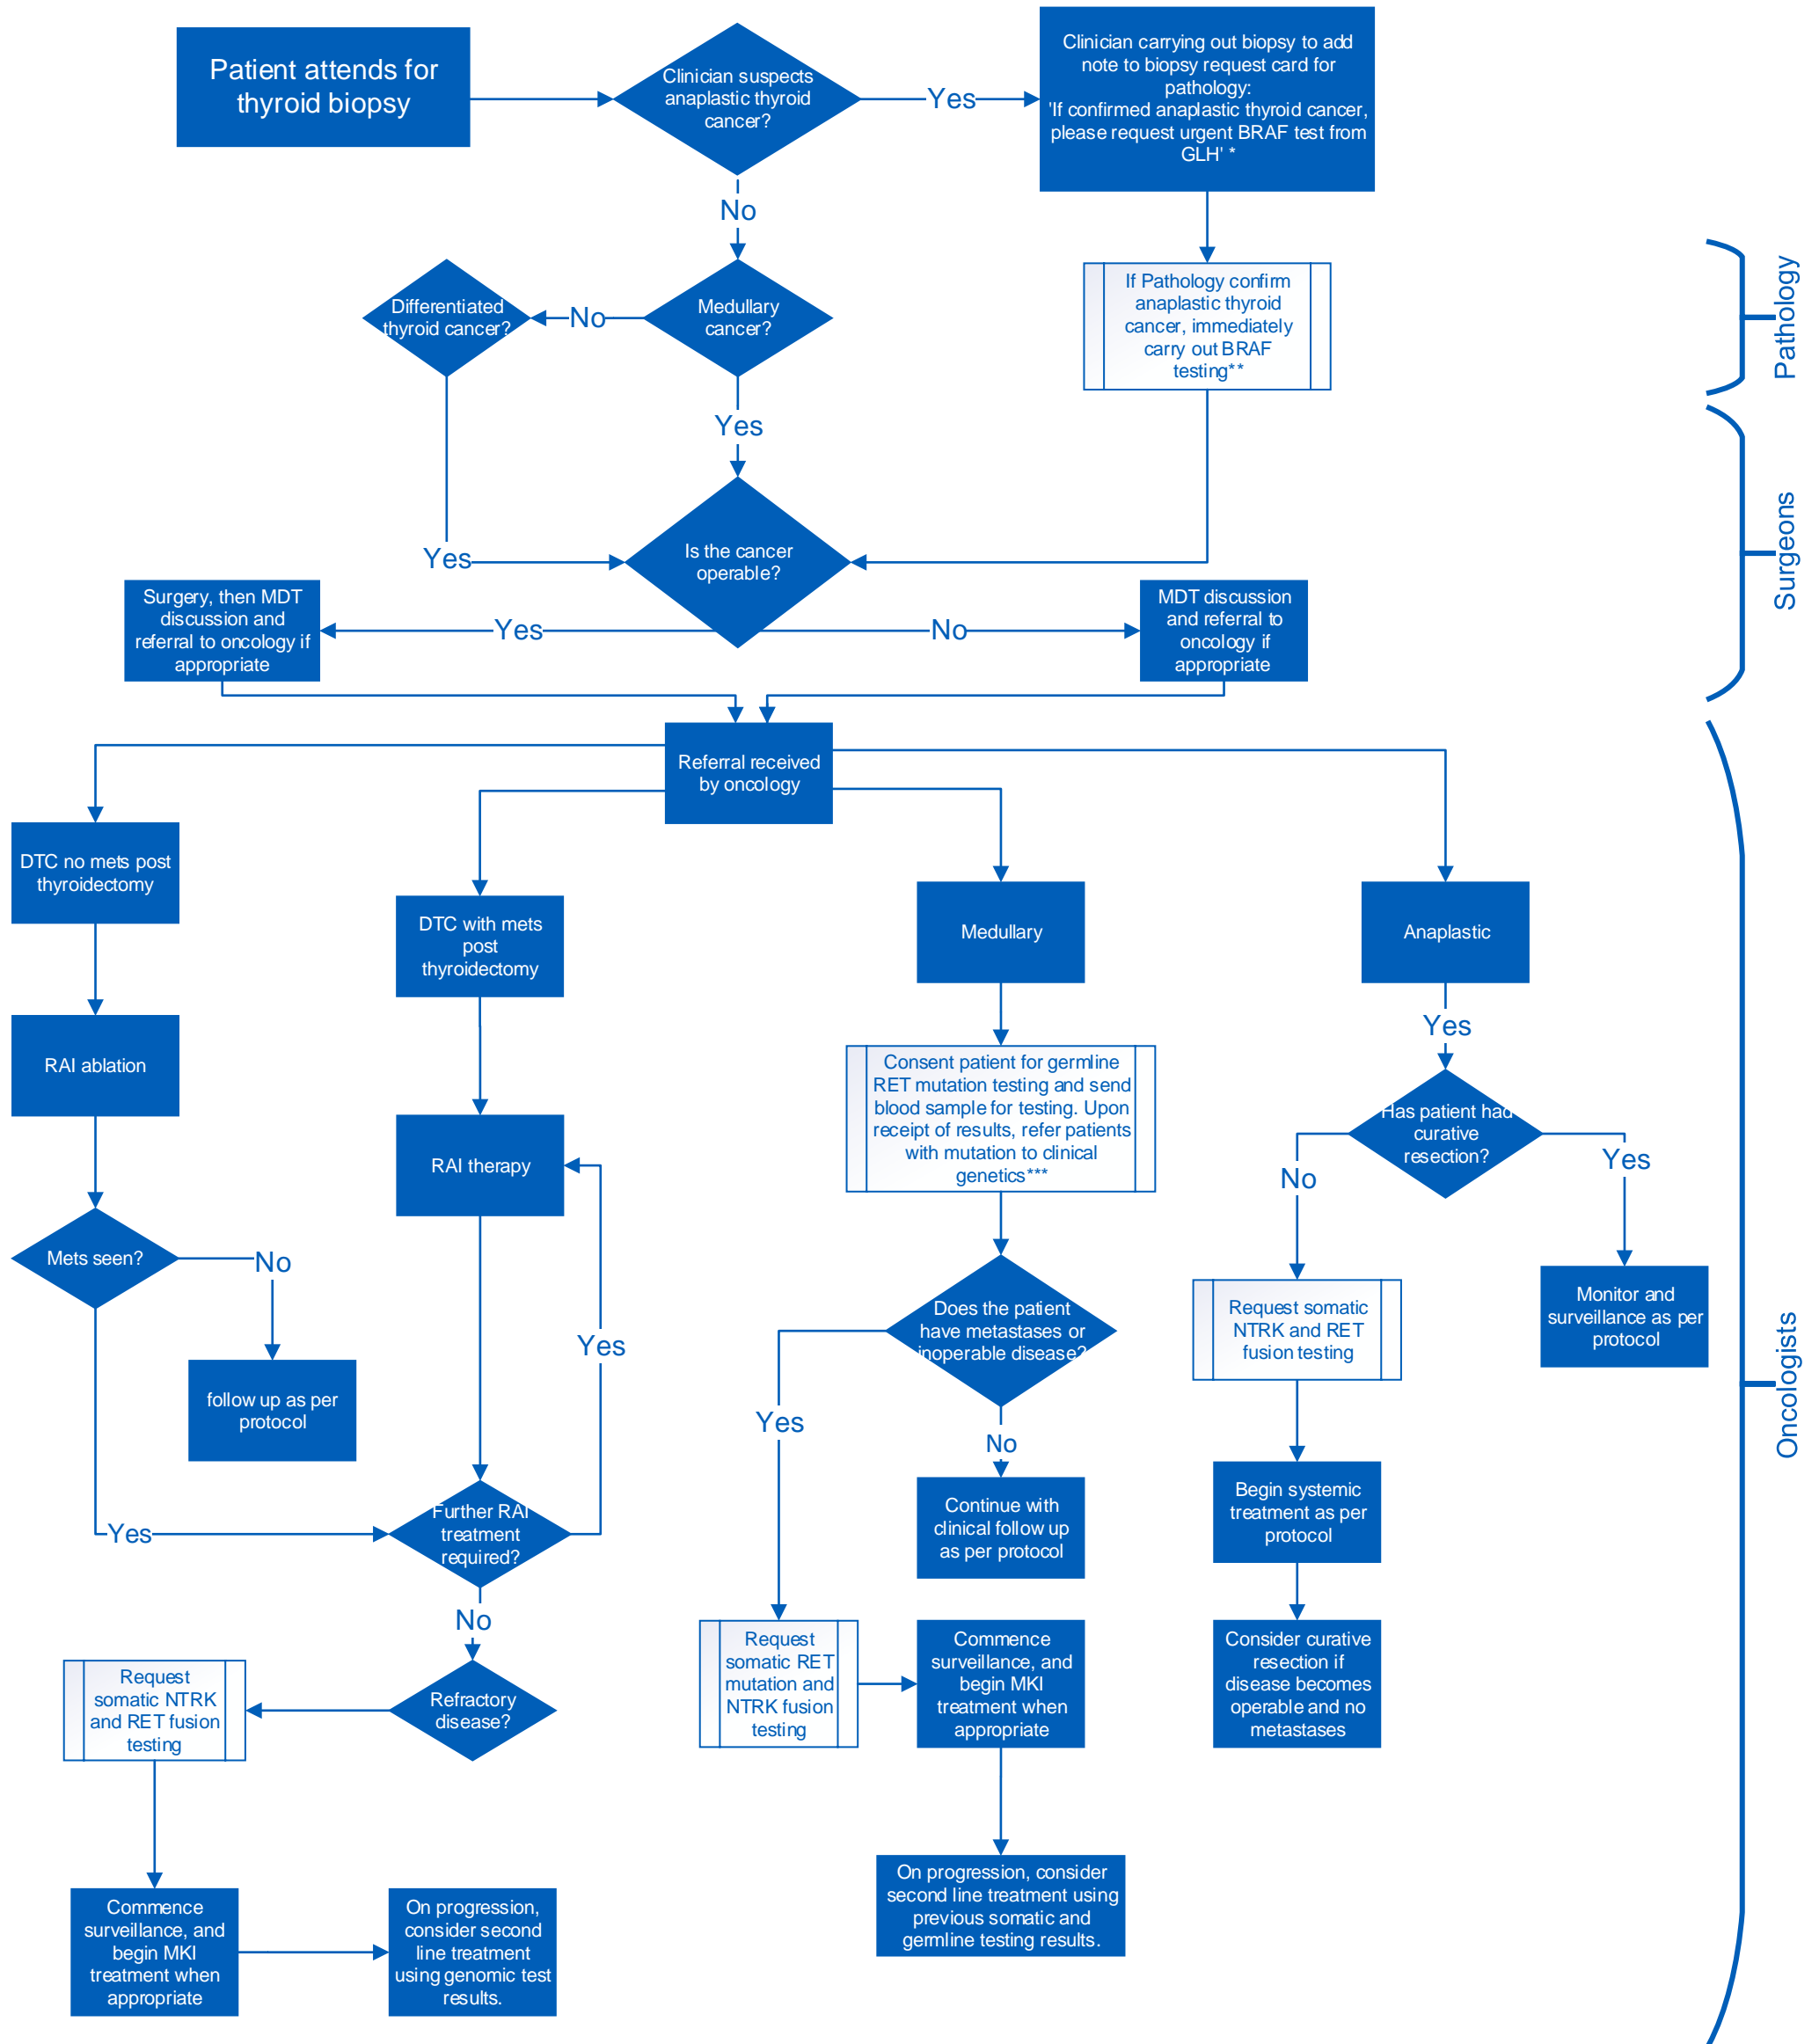 Patient attends for
thyroid biopsy
Clinician suspects
anaplastic thyroid
cancer?
Yes
Clinician carrying out biopsy to add
note to biopsy request card for
pathology:
'If confirmed anaplastic thyroid cancer,
please request urgent BRAF test from
GLH' *
No
Differentiated
thyroid cancer?
No
Medullary
cancer?
If Pathology confirm
anaplastic thyroid
cancer, immediately
carry out BRAF
testing**
Pathology
Yes
Yes
Is the cancer
operable?
Surgeons
Surgery, then MDT
discussion and
referral to oncology if
appropriate
Yes
No
MDT discussion
and referral to
oncology if
appropriate
Referral received
by oncology
DTC no mets post
thyroidectomy
DTC with mets
post
thyroidectomy
Medullary
Anaplastic
RAI ablation
Yes
Consent patient for germline
RET mutation testing and send
blood sample for testing. Upon
receipt of results, refer patients
with mutation to clinical
genetics***
Has patient had
curative
resection?
RAI therapy
No
Yes
Mets seen?
No
Does the patient
have metastases or
inoperable disease?
Request somatic
NTRK and RET
fusion testing
Monitor and
surveillance as per
protocol
Oncologists
Yes
follow up as per
protocol
Yes
No
Yes
Further RAI
treatment
required?
Continue with
clinical follow up
as per protocol
Begin systemic
treatment as per
protocol
No
Request
somatic NTRK
and RET fusion
testing
Refractory
disease?
Request
somatic RET
mutation and
NTRK fusion
testing
Commence
surveillance, and
begin MKI
treatment when
appropriate
Consider curative
resection if
disease becomes
operable and no
metastases
Commence
surveillance, and
begin MKI
treatment when
appropriate
On progression,
consider second
line treatment
using genomic test
results.
On progression, consider
second line treatment using
previous somatic and
germline testing results.